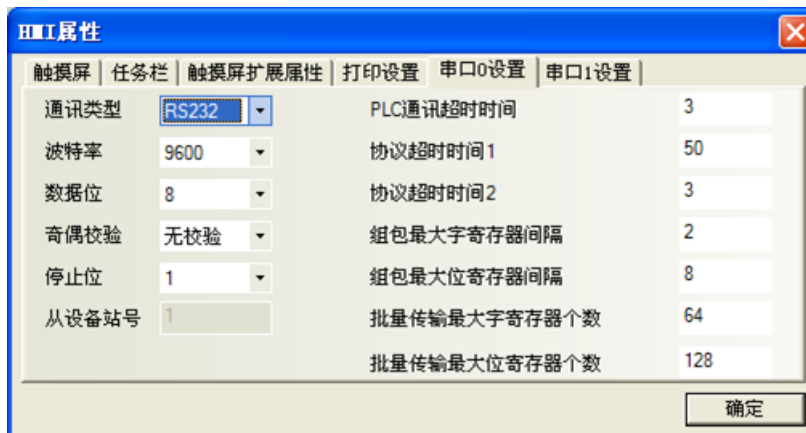 HMI属性
触摸屏 任务栏 触摸屏扩展属性 打印设置 串口0设置 串口1设置
通讯类型 RS232 PLC通讯超时时间 3
波特率 9600 协议超时时间1 50
数据位 8 协议超时时间2 3
奇偶校验 无校验 组包最大字寄存器间隔 2
停止位 1 组包最大位寄存器间隔 8
从设备站号 1 批量传输最大字寄存器个数 64
批量传输最大位寄存器个数 128
确定